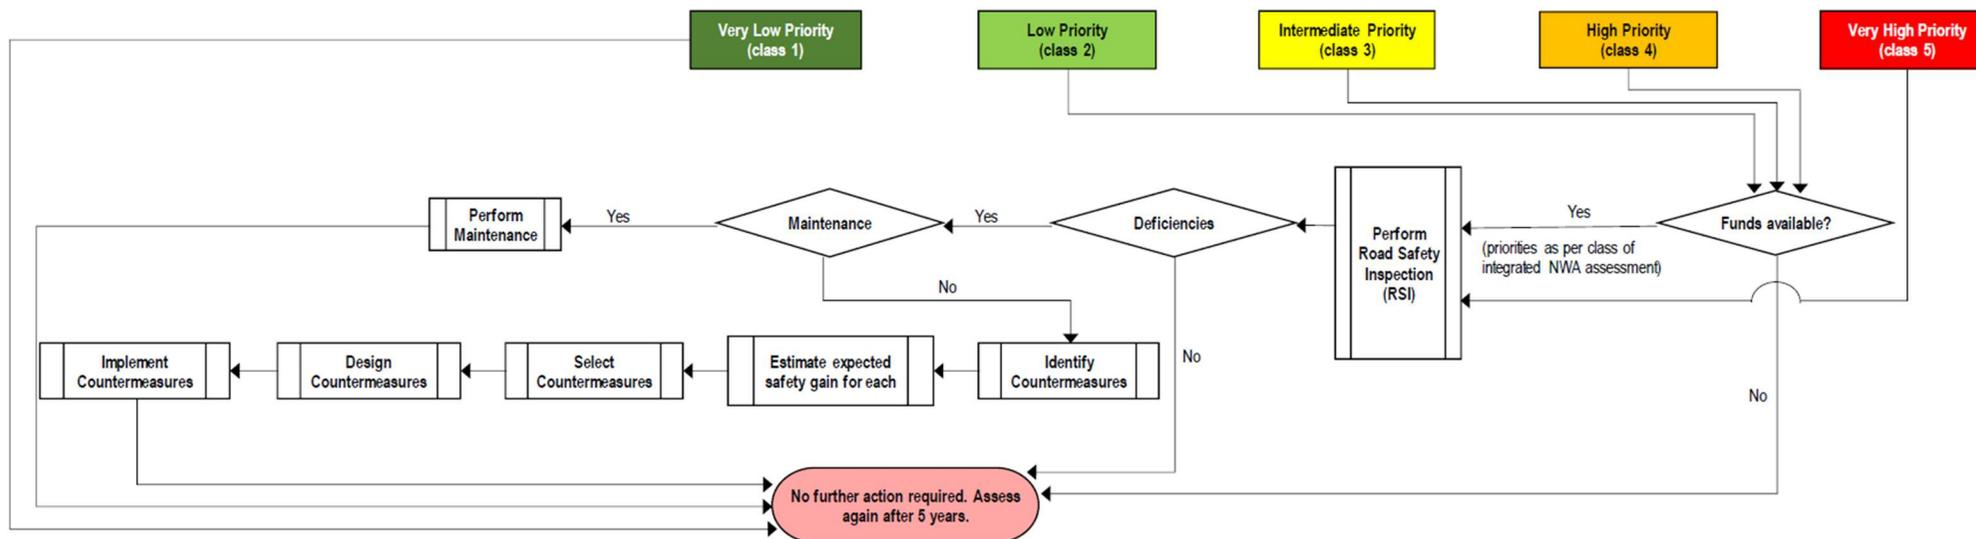 Very Low Priority
(class 1)
Low Priority
(class 2)
Intermediate Priority
(class 3)
High Priority
(class 4)
Very High Priority
(class 5)
Perform
Maintenance
Yes
Maintenance
Yes
Deficiencies
Perform
Road Safety
Inspection
(RSI)
Yes
(priorities as per class of
integrated NWA assessment)
Funds available?
No
No
No
Implement
Countermeasures
Design
Countermeasures
Select
Countermeasures
Estimate expected
safety gain for each
Identify
Countermeasures
No further action required. Assess
again after 5 years.